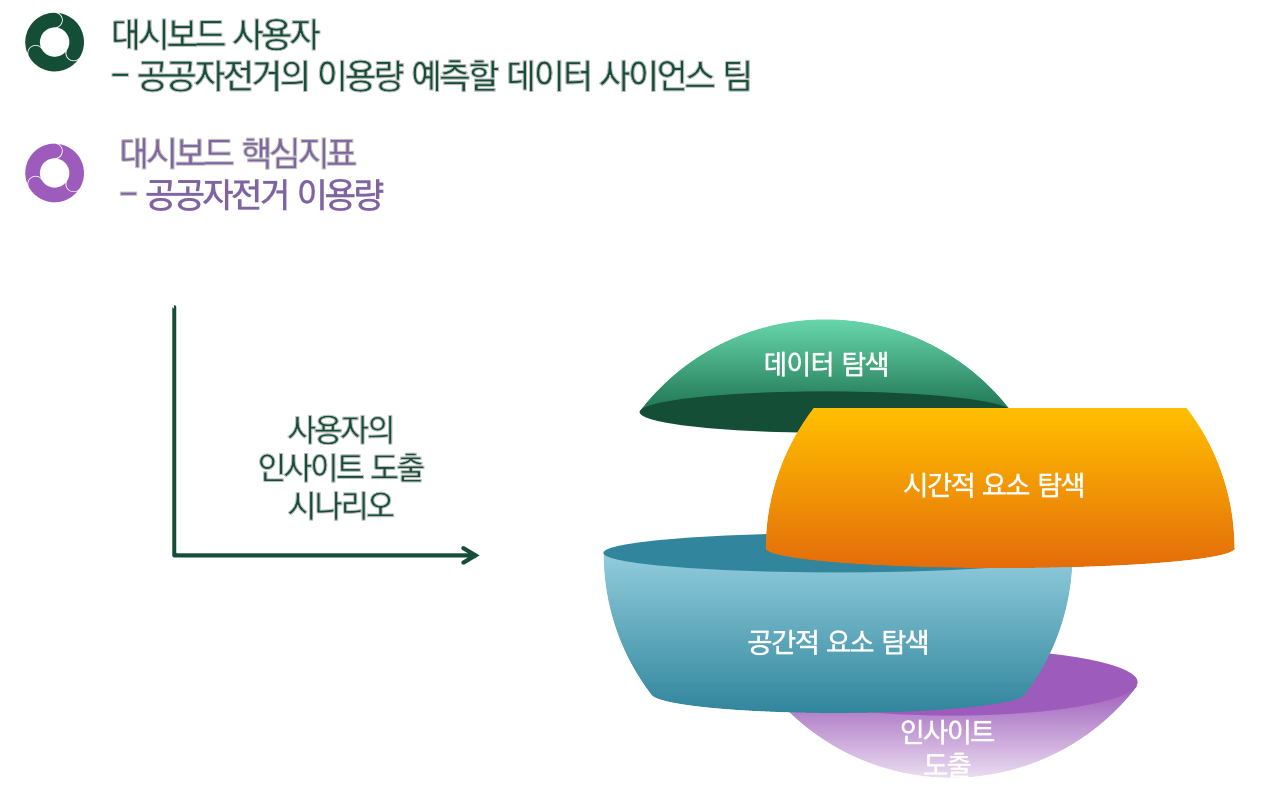 대시보드 사용자
– 공공자전거의 이용량 예측할 데이터 사이언스 팀
대시보드 핵심지표
– 공공자전거 이용량
사용자의
인사이트 도출
시나리오
데이터 탐색
시간적 요소 탐색
공간적 요소 탐색
인사이트
도출